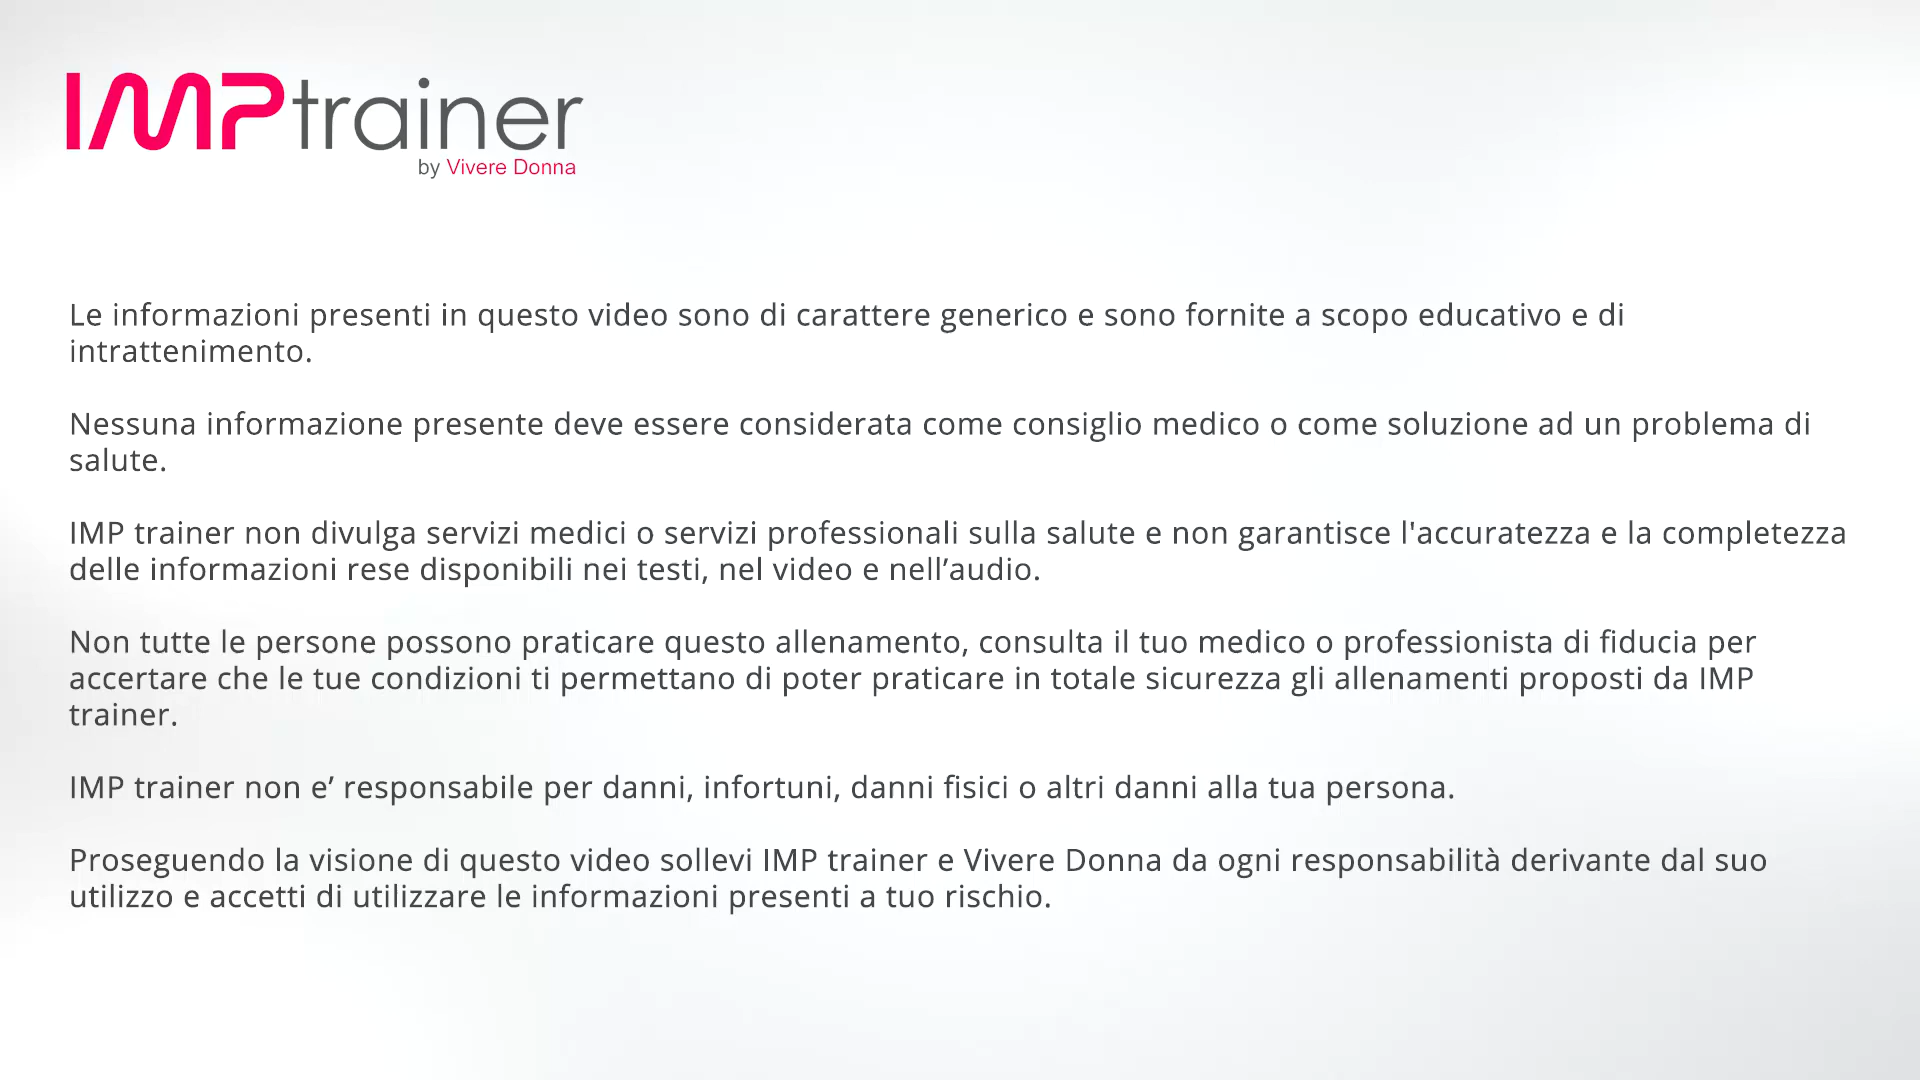 IMPtrainer
by Vivere Donna
Le informazioni presenti in questo video sono di carattere generico e sono fornite a scopo educativo e di
intrattenimento.
Nessuna informazione presente deve essere considerata come consiglio medico o come soluzione ad un problema di
salute.
IMP trainer non divulga servizi medici o servizi professionali sulla salute e non garantisce l'accuratezza e la completezza
delle informazioni rese disponibili nei testi, nel video e nell’audio.
Non tutte le persone possono praticare questo allenamento, consulta il tuo medico o professionista di fiducia per
accertare che le tue condizioni ti permettano di poter praticare in totale sicurezza gli allenamenti proposti da IMP
trainer.
IMP trainer non e’ responsabile per danni, infortuni, danni fisici o altri danni alla tua persona.
Proseguendo la visione di questo video sollevi IMP trainer e Vivere Donna da ogni responsabilità derivante dal suo
utilizzo e accetti di utilizzare le informazioni presenti a tuo rischio.